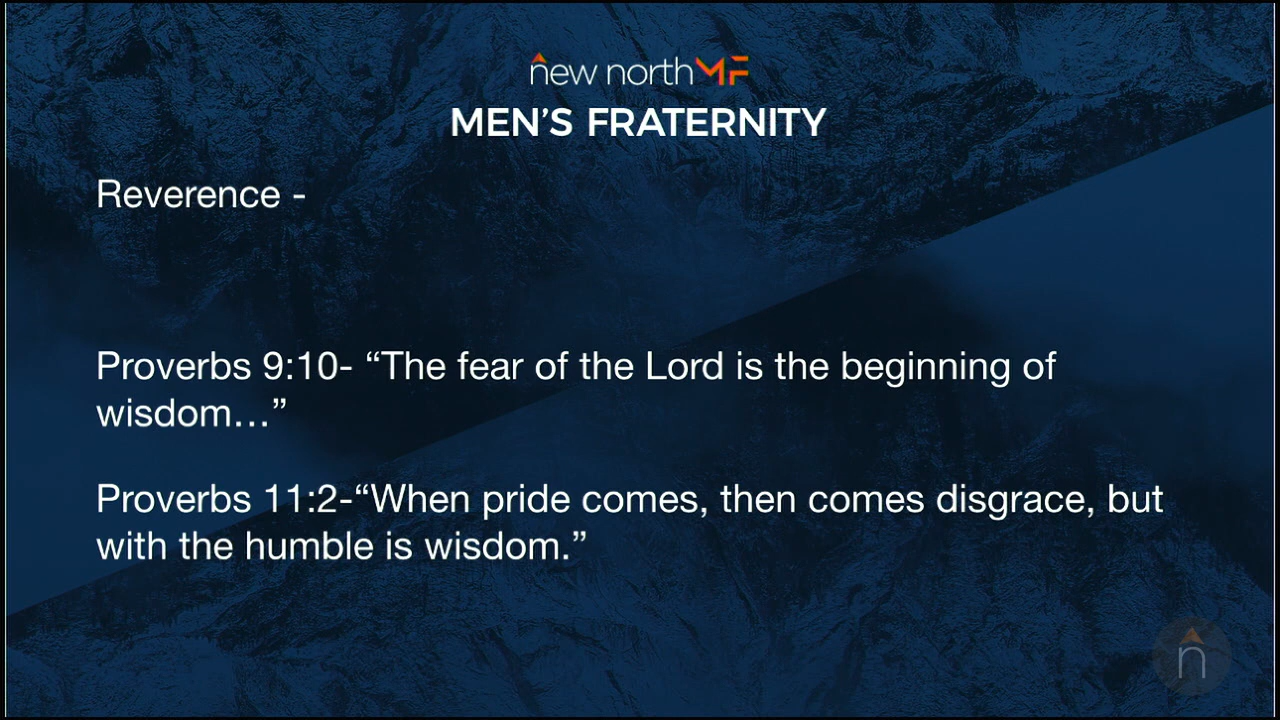 new northMF
MEN'S FRATERNITY
Reverence -
Proverbs 9:10- “The fear of the Lord is the beginning of
wisdom…”
Proverbs 11:2-“When pride comes, then comes disgrace, but
with the humble is wisdom.”
n